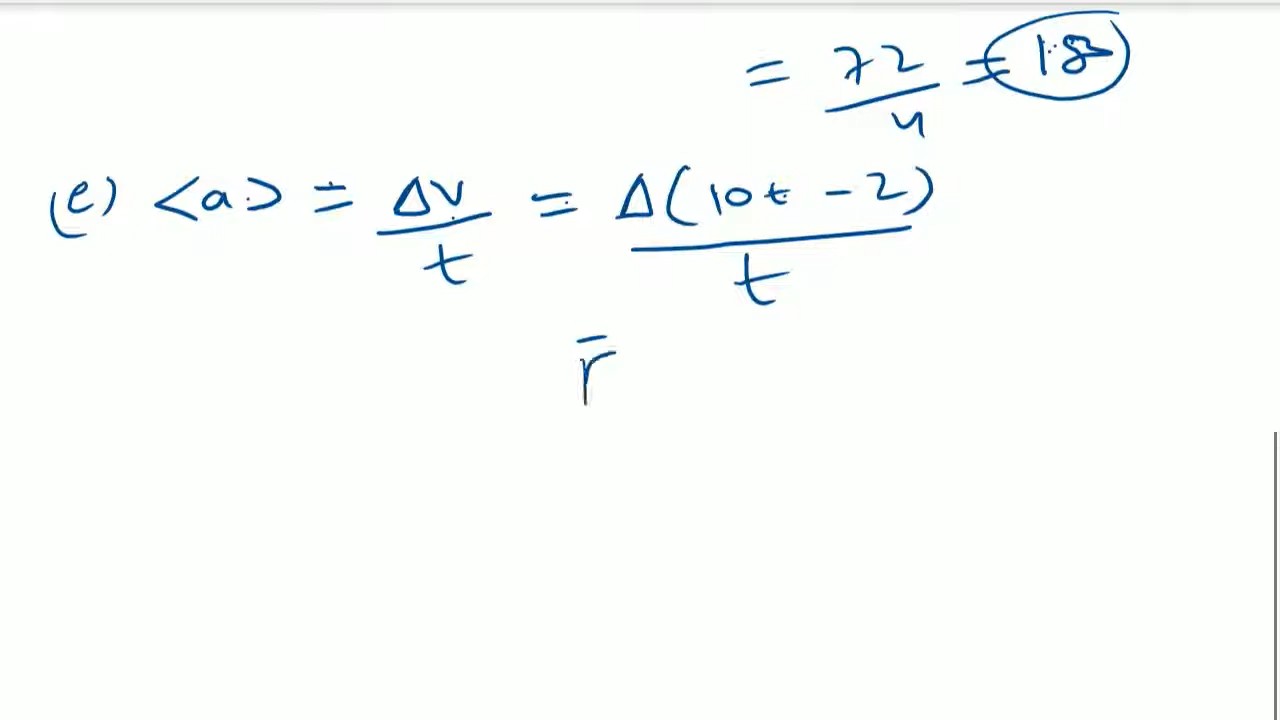 = 72/4 = 18
(e) <a> = Δv/t = Δ(10t - 2)/t